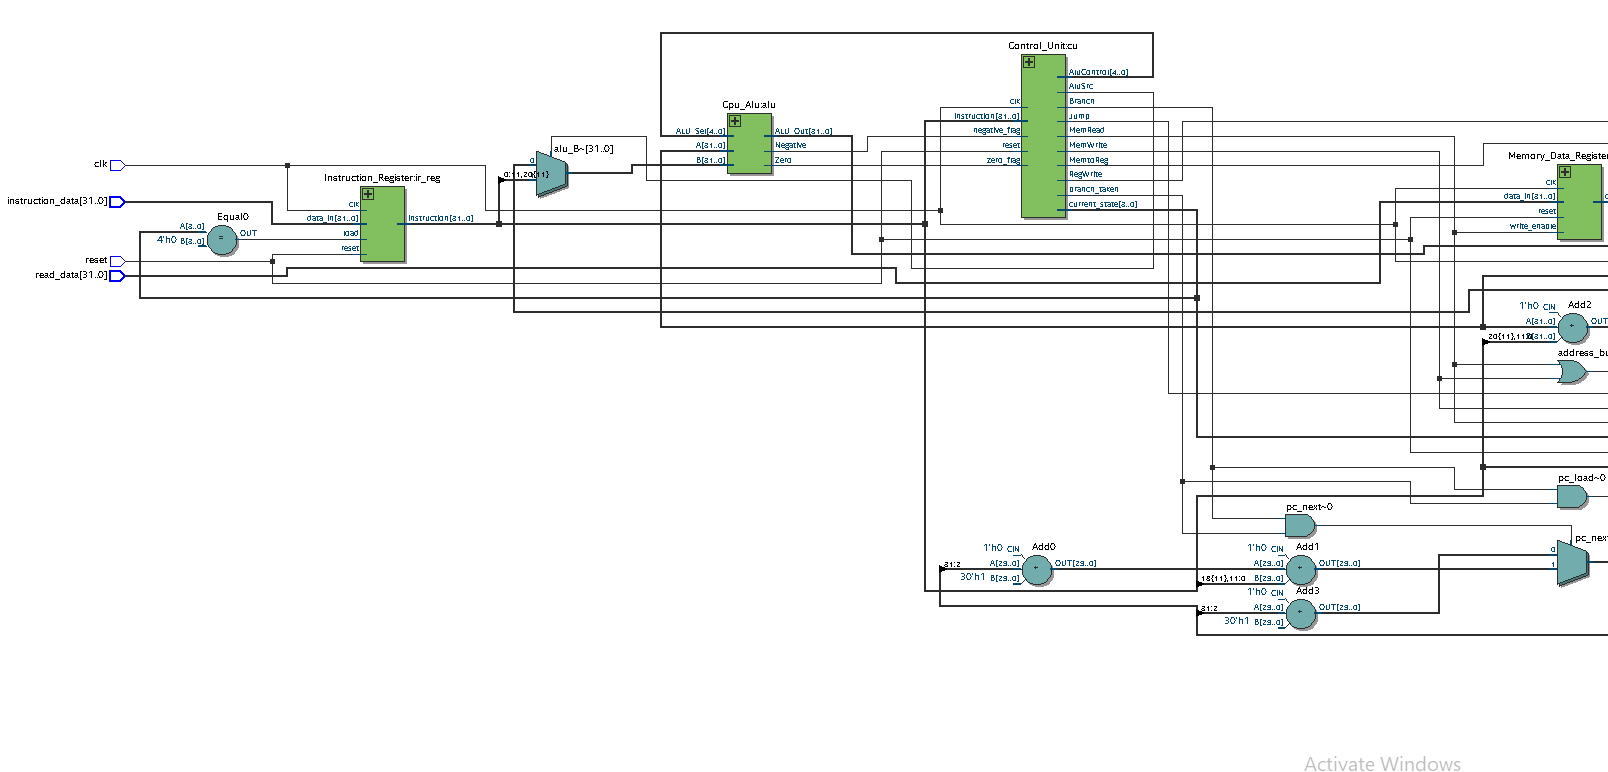 Control_Unit:cu
AluControl[4..0]
AluSrc
clk
Branch
Instruction[31..0]
Jump
negative_flag
MemRead
reset
MemWrite
zero_flag
MemtoReg
RegWrite
branch_taken
current_state[3..0]
Cpu_Alu:alu
ALU_Sel[4..0]
ALU_Out[31..0]
A[31..0]
Negative
B[31..0]
Zero
alu_B~[31..0]
0
0:11,20{11}
clk
Instruction_Register:ir_reg
clk
data_in[31..0]
Instruction[31..0]
load
reset
instruction_data[31..0]
Equal0
A[3..0]
=
OUT
4'h0 B[3..0]
reset
read_data[31..0]
Memory_Data_Register
clk
data_in[31..0]
reset
write_enable
Add2
1'h0 CIN
A[31..0]
+
OUT
20{11},11:0
B[31..0]
address_bu
pc_load~0
pc_next~0
pc_next
0
1
Add0
1'h0 CIN
31:2
A[29..0]
+
OUT[29..0]
30'h1 B[29..0]
Add1
1'h0 CIN
A[29..0]
+
OUT[29..0]
18{11},11:0
B[29..0]
Add3
1'h0 CIN
31:2
A[29..0]
+
OUT[29..0]
30'h1 B[29..0]
Activate Windows